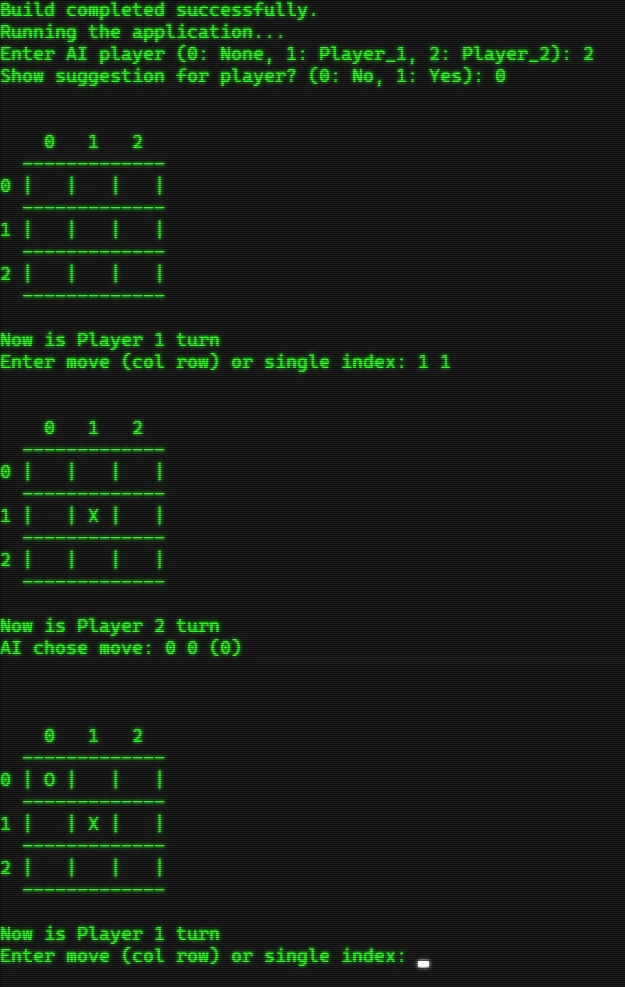 Build completed successfully.
Running the application...
Enter AI player (0: None, 1: Player_1, 2: Player_2): 2
Show suggestion for player? (0: No, 1: Yes): 0
    0   1   2
  -------------
0 |   |   |   |
  -------------
1 |   |   |   |
  -------------
2 |   |   |   |
  -------------
Now is Player 1 turn
Enter move (col row) or single index: 1 1
    0   1   2
  -------------
0 |   |   |   |
  -------------
1 |   | X |   |
  -------------
2 |   |   |   |
  -------------
Now is Player 2 turn
AI chose move: 0 0 (0)
    0   1   2
  -------------
0 | O |   |   |
  -------------
1 |   | X |   |
  -------------
2 |   |   |   |
  -------------
Now is Player 1 turn
Enter move (col row) or single index: